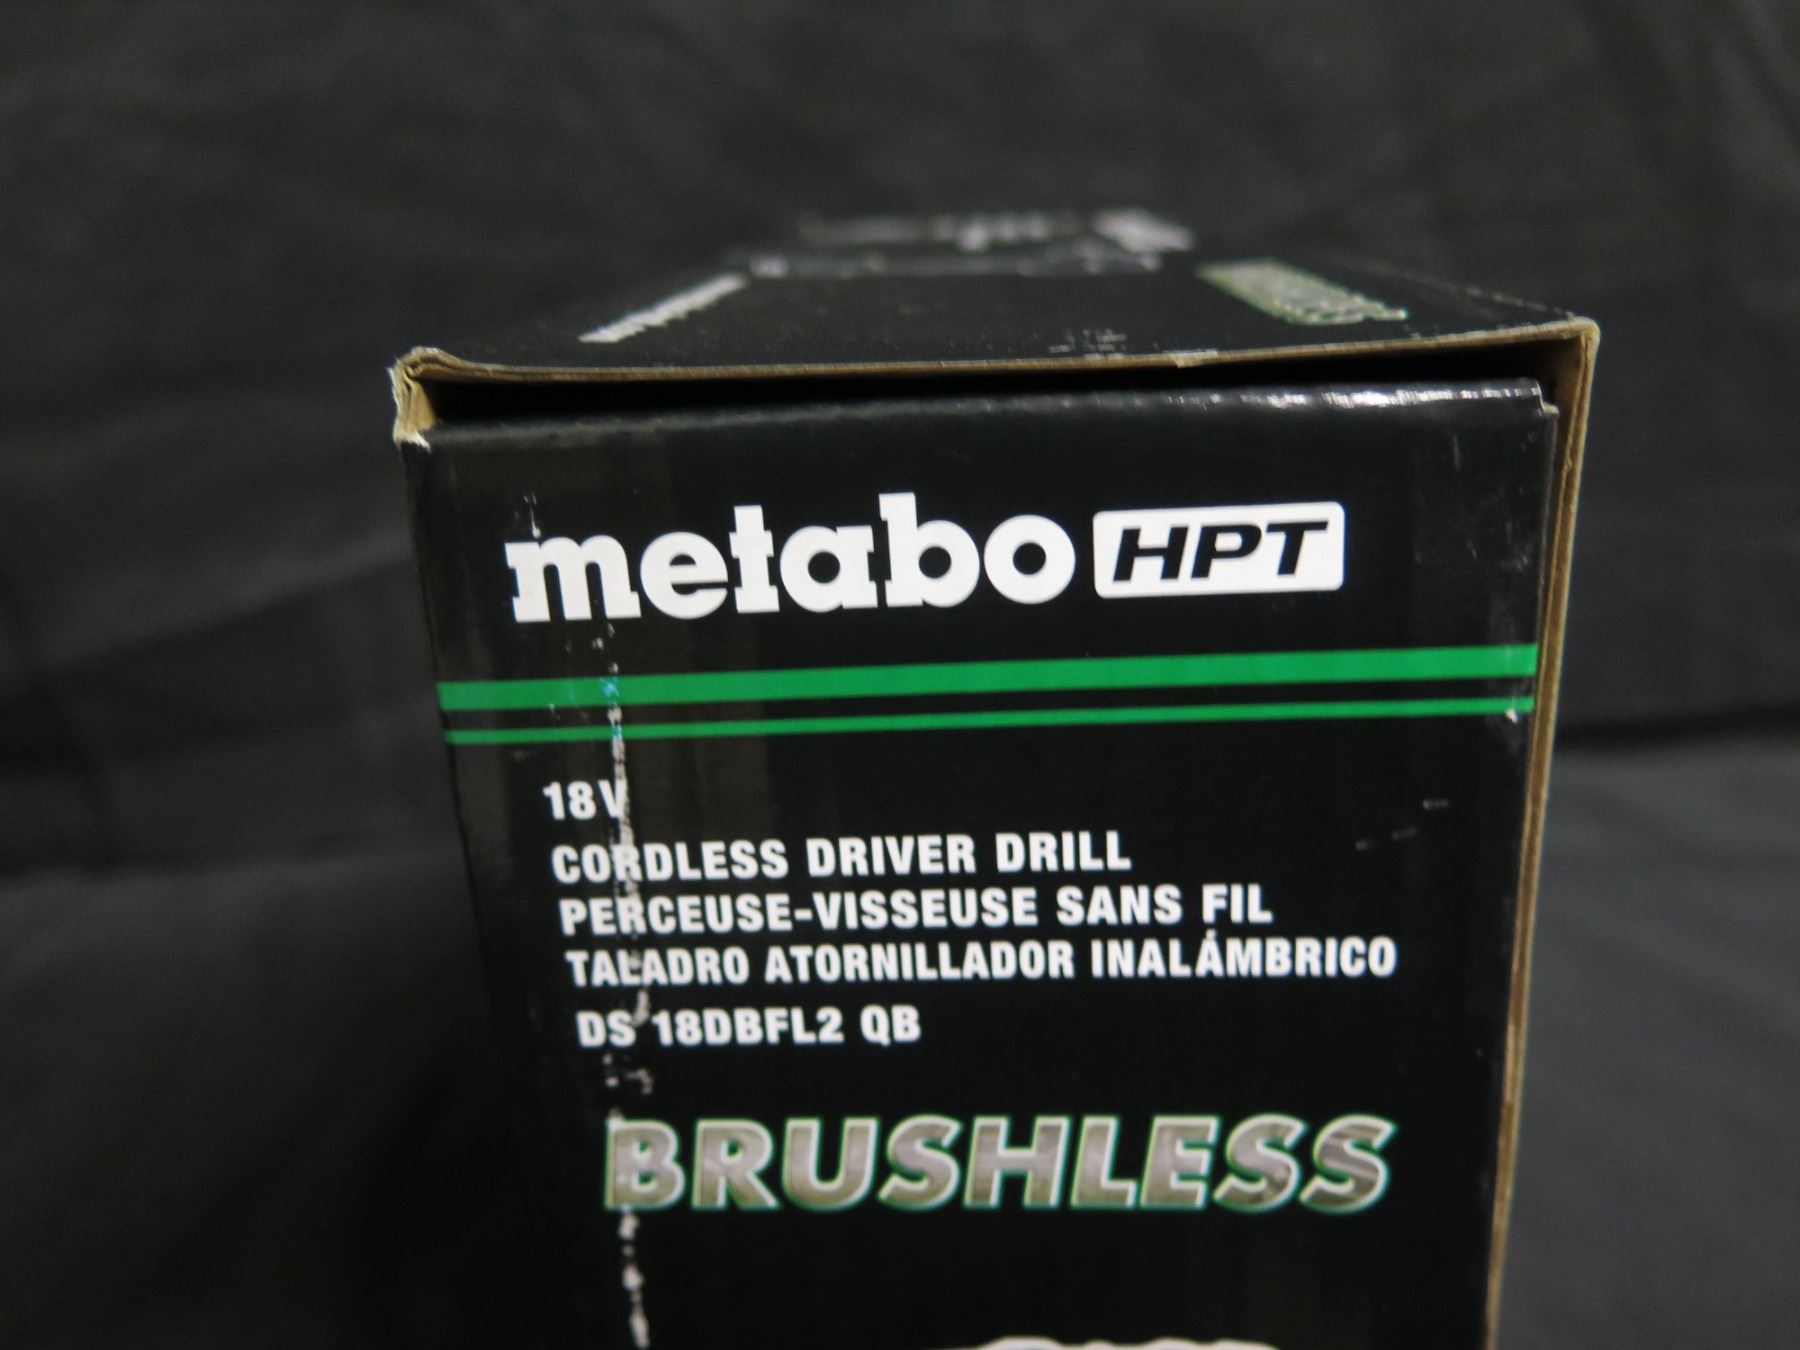 metabo HPT
18V
CORDLESS DRIVER DRILL
PERCEUSE-VISSEUSE SANS FIL
TALADRO ATORNILLADOR INALÁMBRICO
DS 18DBFL2 QB
BRUSHLESS